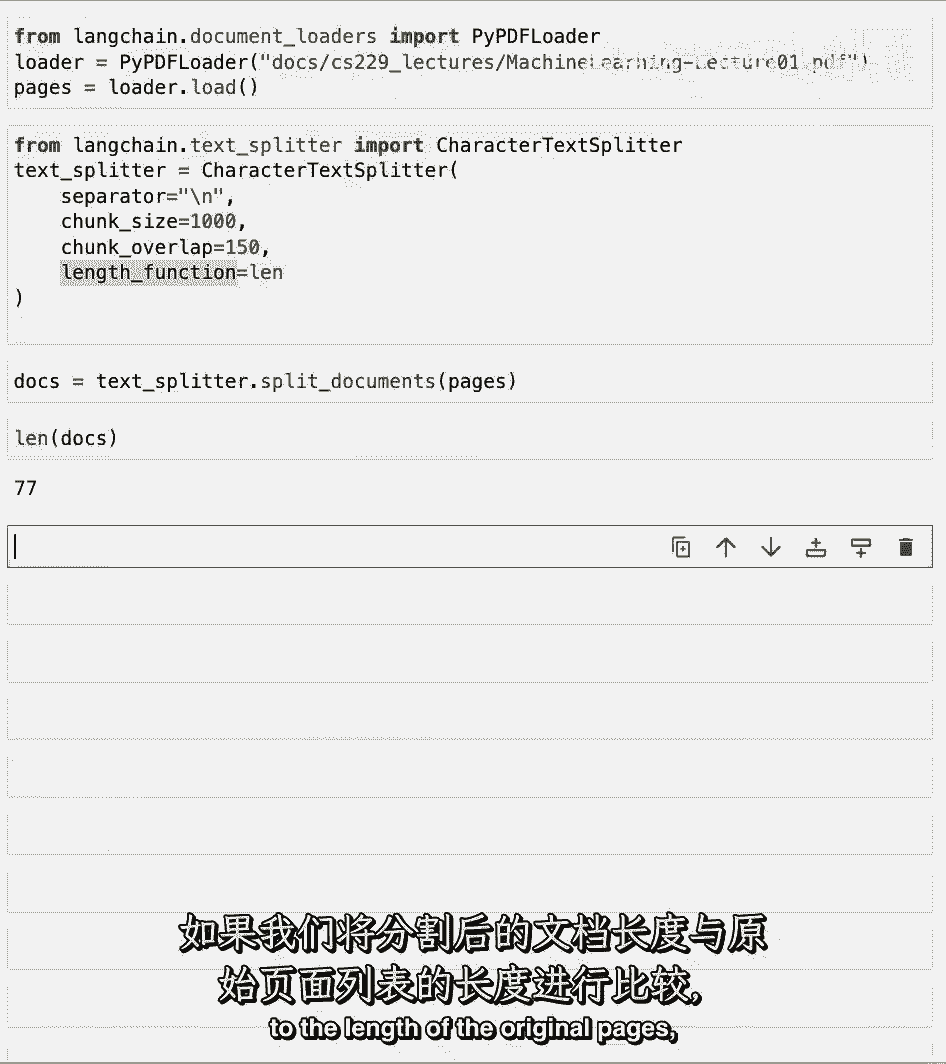 from langchain.document_loaders import PyPDFLoader
loader = PyPDFLoader("docs/cs229_lectures/MachineLearning-Lecture01.pdf")
pages = loader.load()
from langchain.text_splitter import CharacterTextSplitter
text_splitter = CharacterTextSplitter(
    separator="\n",
    chunk_size=1000,
    chunk_overlap=150,
    length_function=len
)
docs = text_splitter.split_documents(pages)
len(docs)
77
如果我们将分割后的文档长度与原
始页面列表的长度进行比较,
to the length of the original pages,